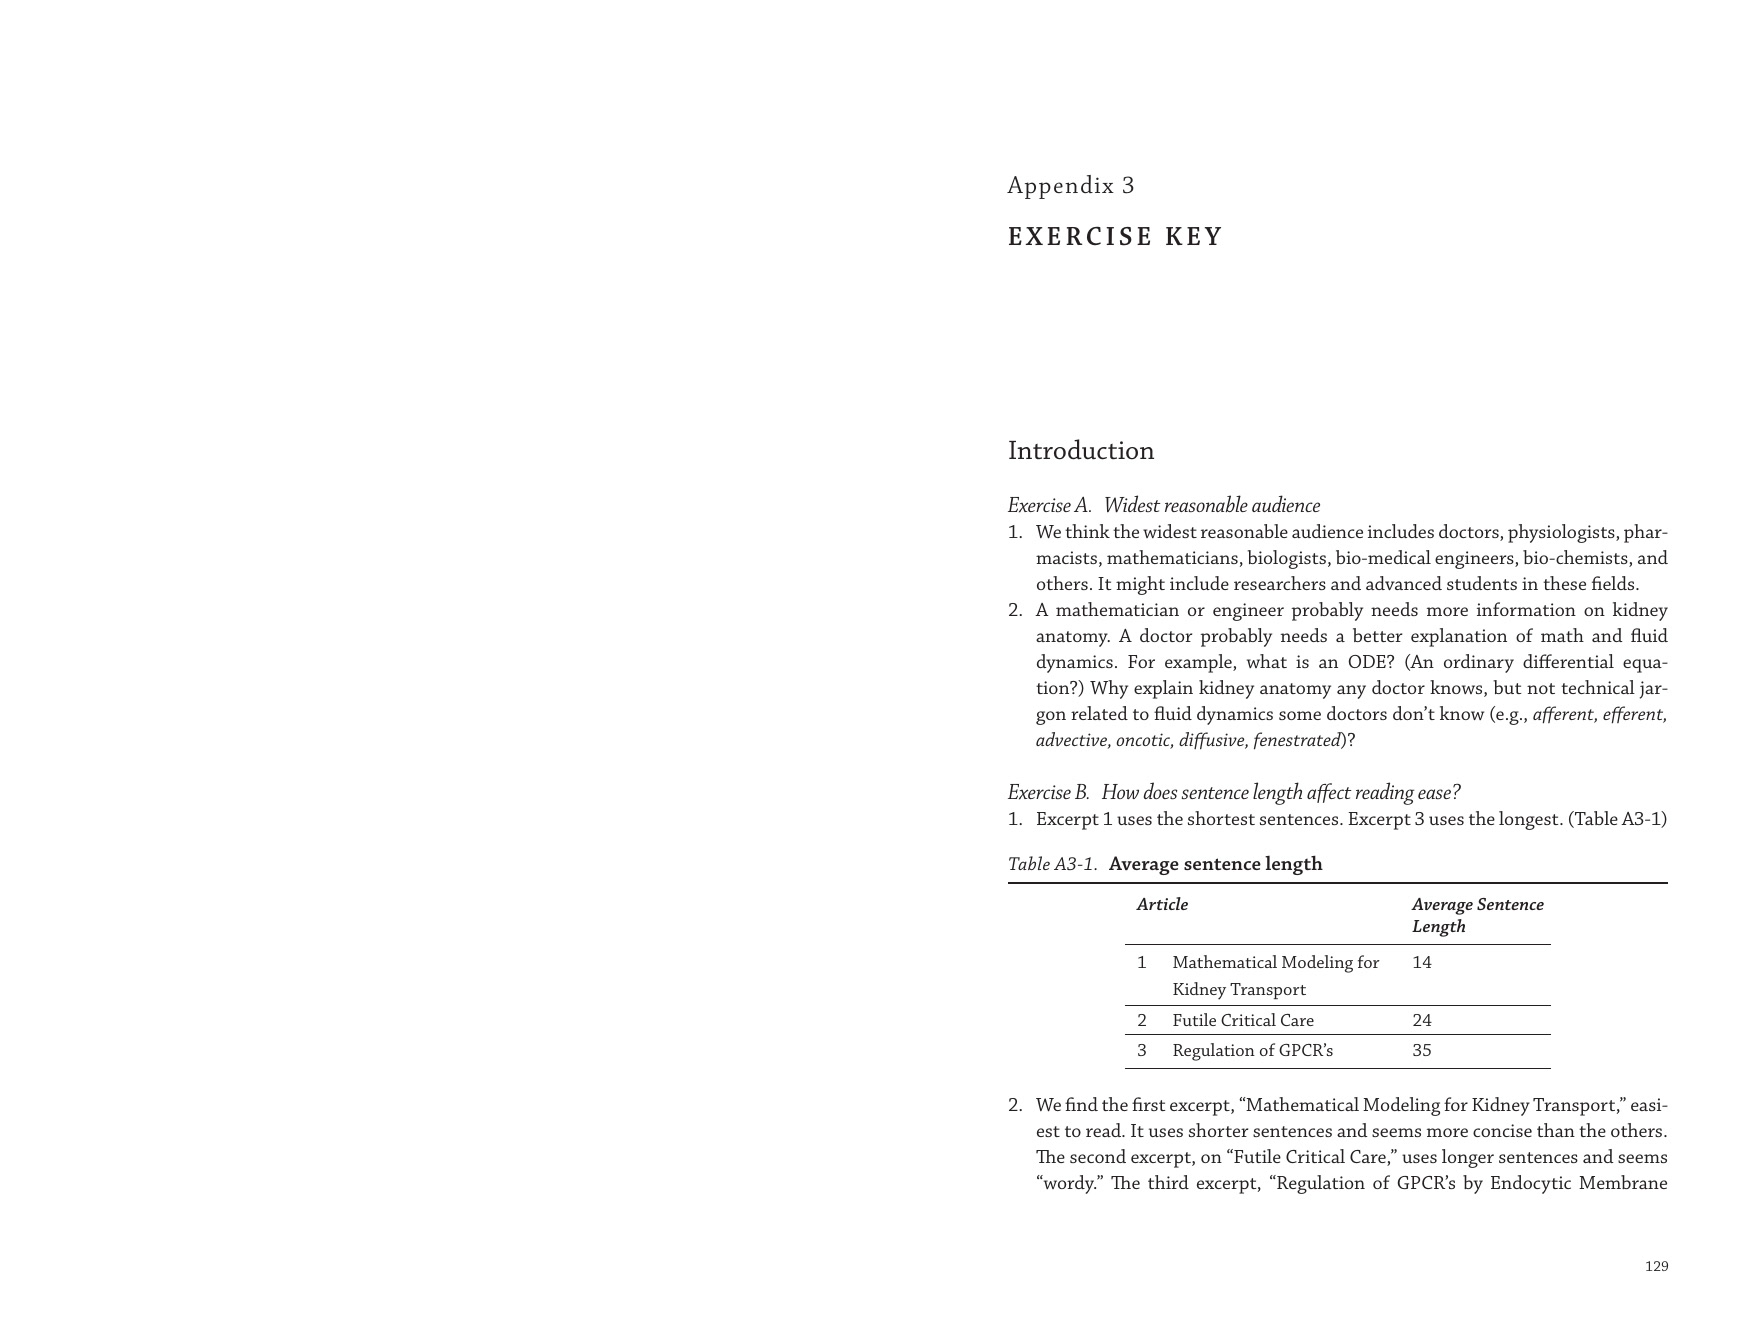 Appendix 3
EXERCISE KEY
Introduction
Exercise A. Widest reasonable audience
1. We think the widest reasonable audience includes doctors, physiologists, phar-
macists, mathematicians, biologists, bio-medical engineers, bio-chemists, and
others. It might include researchers and advanced students in these fields.
2. A mathematician or engineer probably needs more information on kidney
anatomy. A doctor probably needs a better explanation of math and fluid
dynamics. For example, what is an ODE? (An ordinary differential equa-
tion?) Why explain kidney anatomy any doctor knows, but not technical jar-
gon related to fluid dynamics some doctors don’t know (e.g., afferent, efferent,
advective, oncotic, diffusive, fenestrated)?
Exercise B. How does sentence length affect reading ease?
1. Excerpt 1 uses the shortest sentences. Excerpt 3 uses the longest. (Table A3-1)
Table A3-1. Average sentence length
Article Average Sentence
Length
1 Mathematical Modeling for 14
Kidney Transport
2 Futile Critical Care 24
3 Regulation of GPCR’s 35
2. We find the first excerpt, “Mathematical Modeling for Kidney Transport,” easi-
est to read. It uses shorter sentences and seems more concise than the others.
The second excerpt, on “Futile Critical Care,” uses longer sentences and seems
“wordy.” The third excerpt, “Regulation of GPCR’s by Endocytic Membrane
129